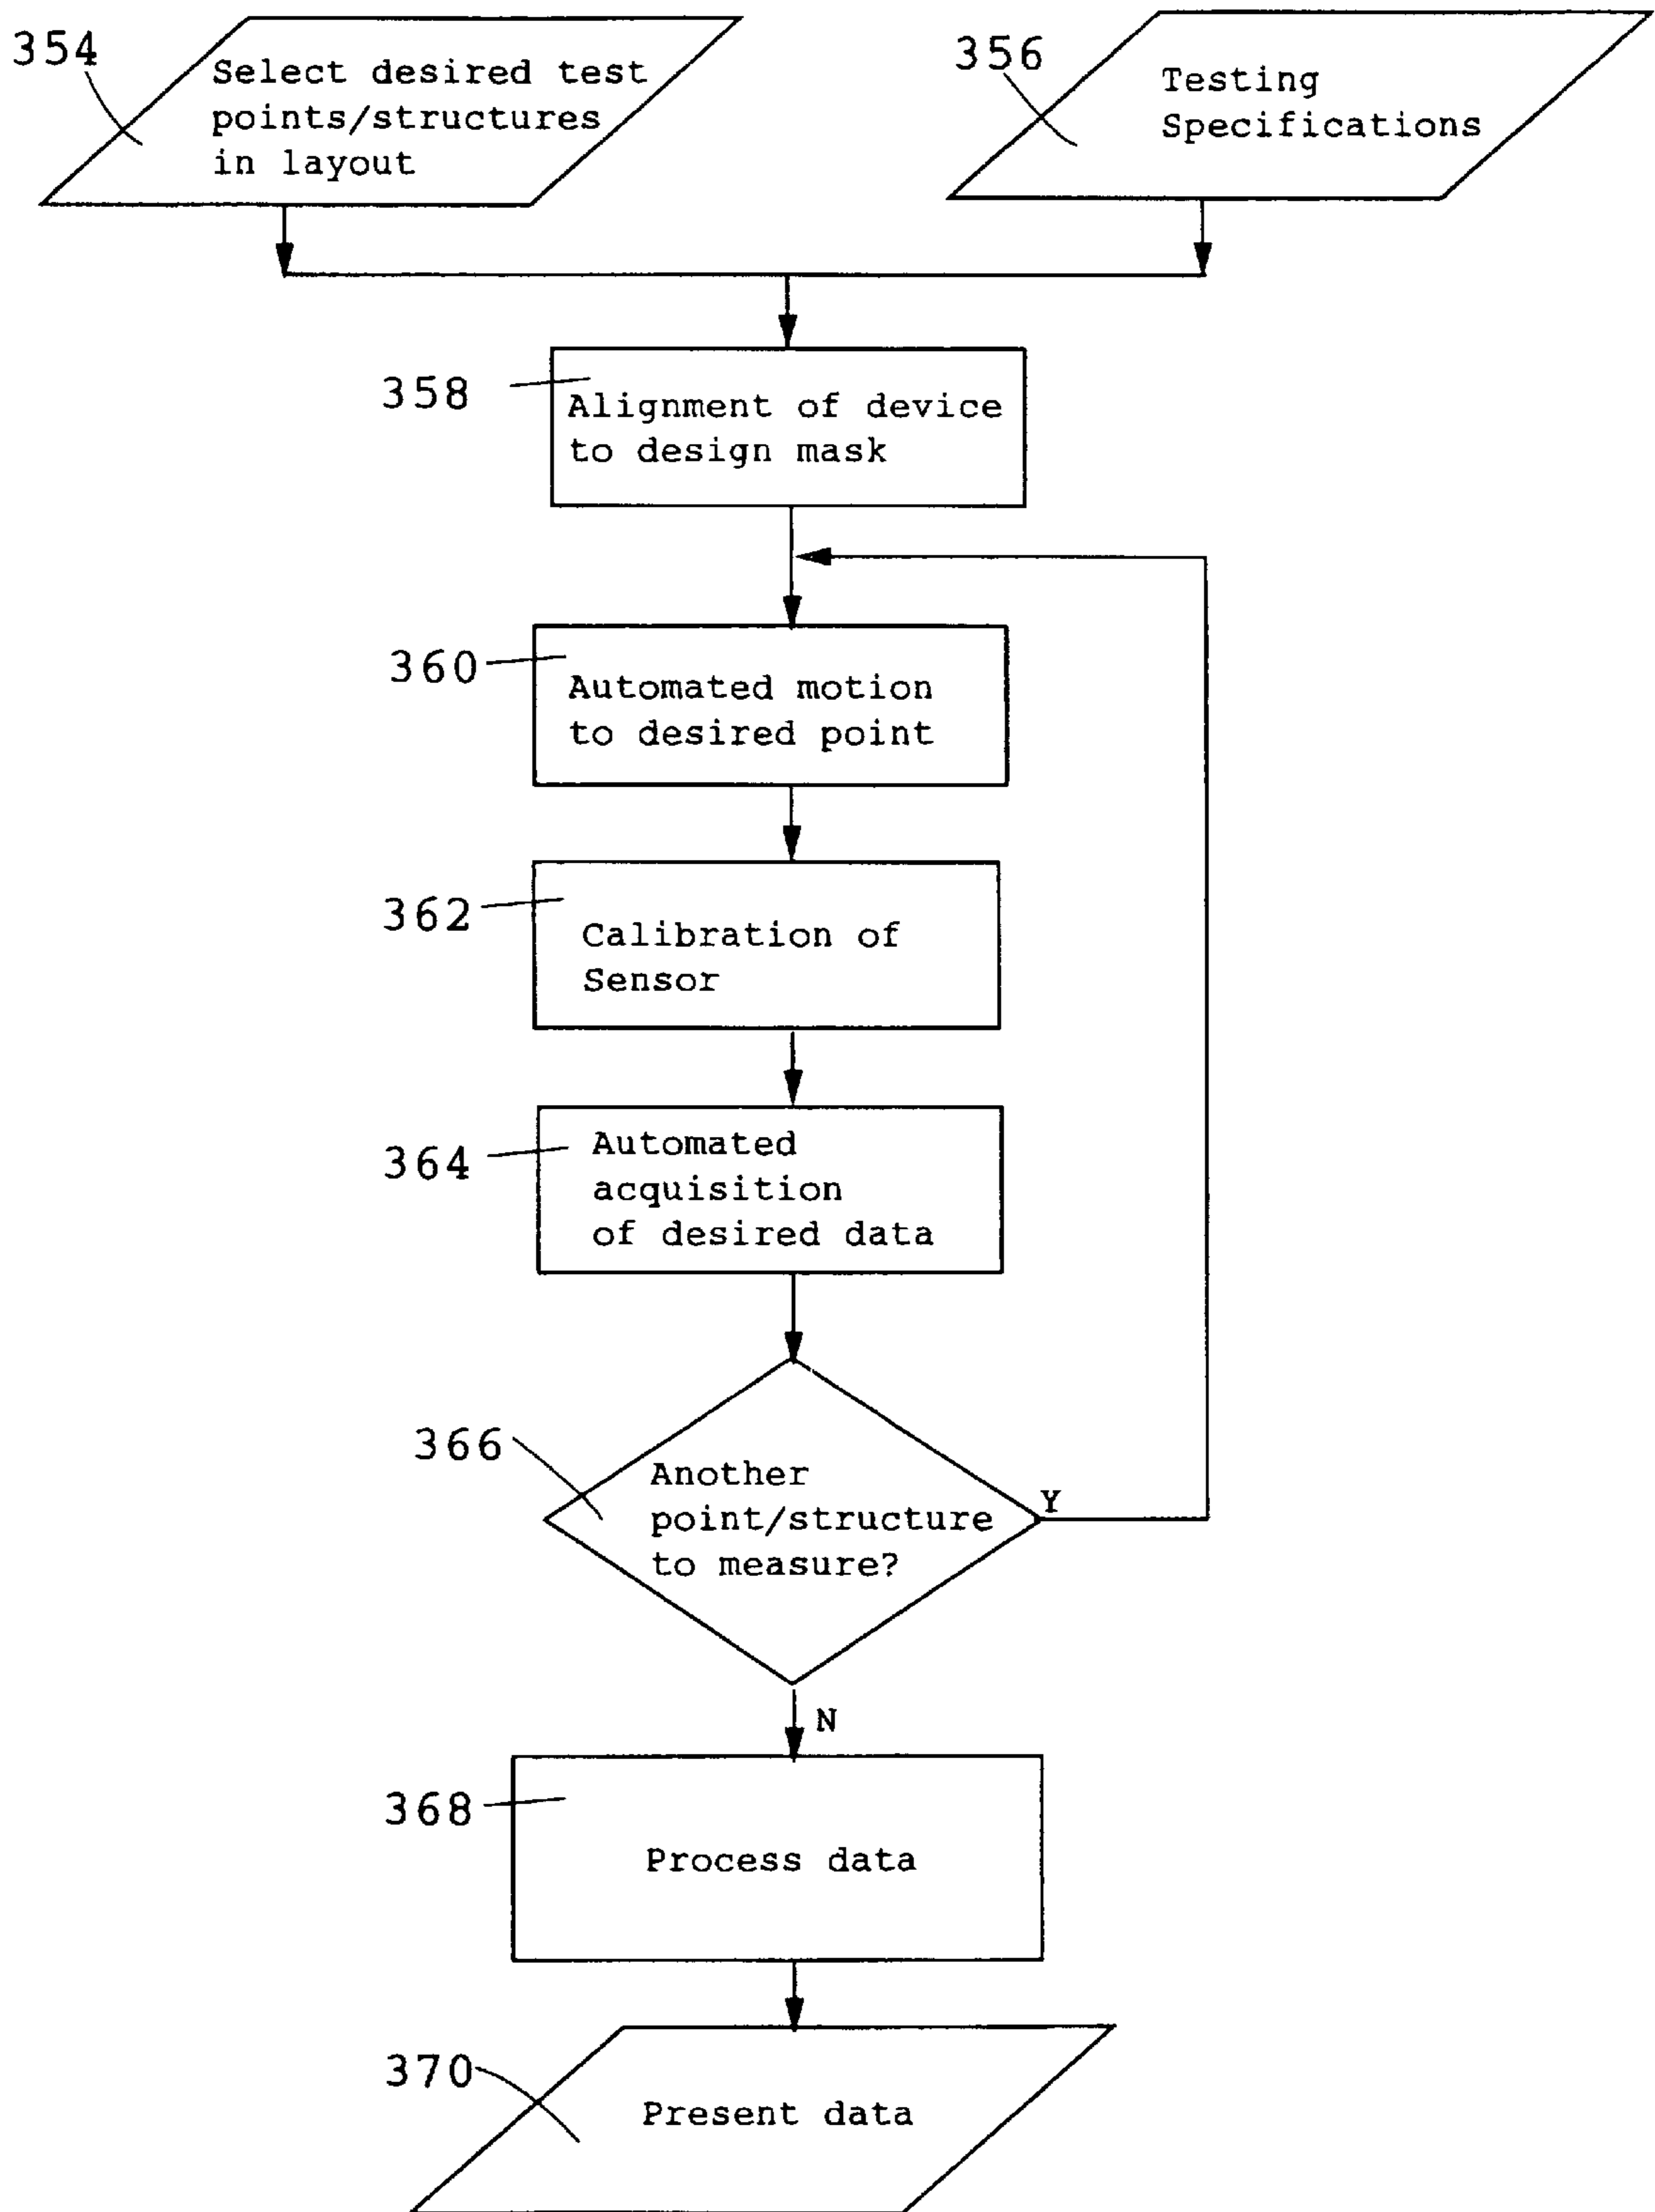 354
Select desired test
points/structures
in layout
356
Testing
Specifications
358
Alignment of device
to design mask
360
Automated motion
to desired point
362
Calibration of
Sensor
364
Automated
acquisition
of desired data
366
Another
point/structure
to measure?
Y
N
368
Process data
370
Present data